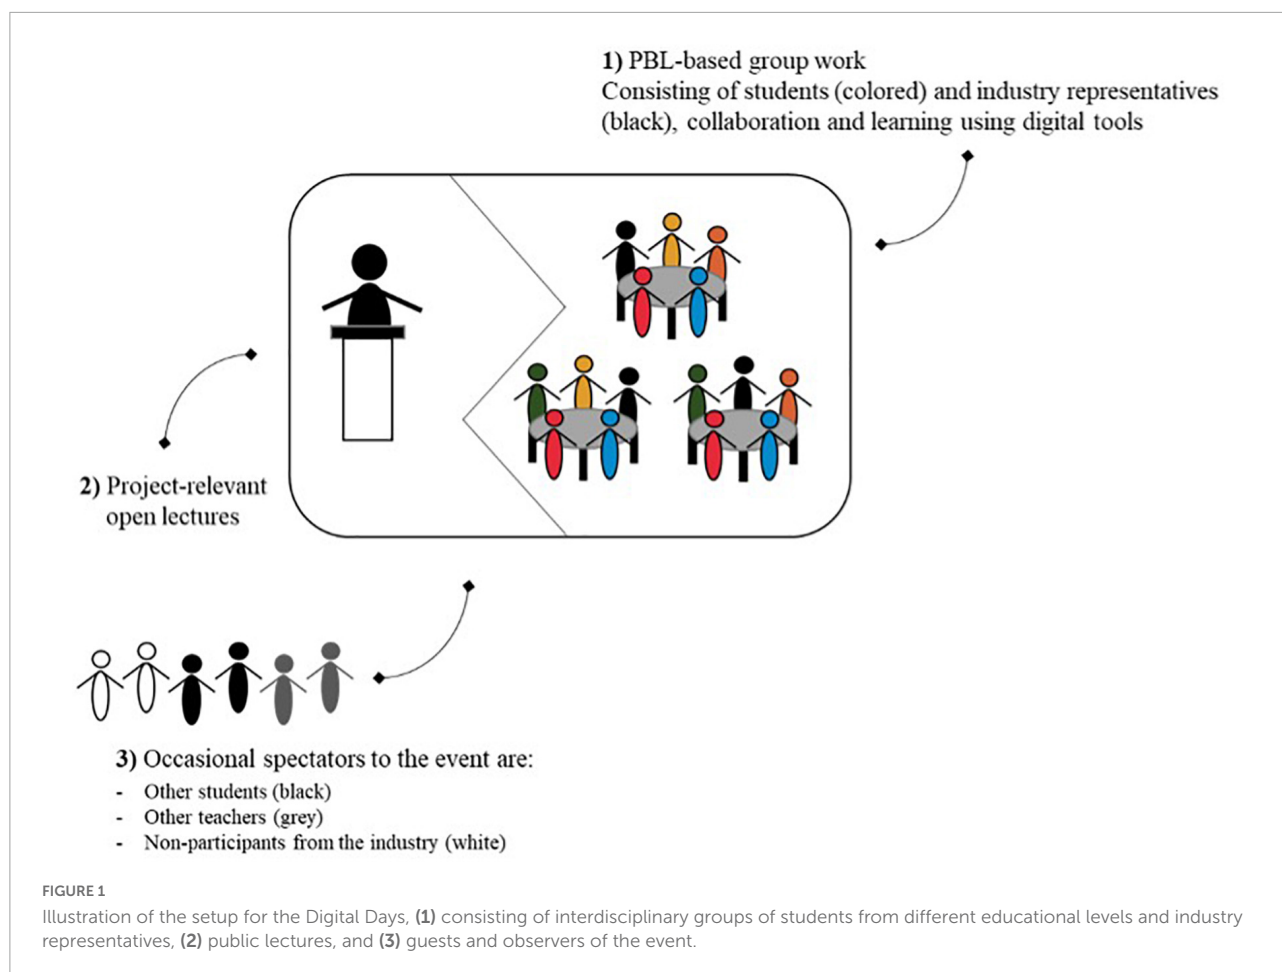 1) PBL-based group work
Consisting of students (colored) and industry representatives
(black), collaboration and learning using digital tools
2) Project-relevant
open lectures
3) Occasional spectators to the event are:
- Other students (black)
- Other teachers (grey)
- Non-participants from the industry (white)
FIGURE 1
Illustration of the setup for the Digital Days, (1) consisting of interdisciplinary groups of students from different educational levels and industry
representatives, (2) public lectures, and (3) guests and observers of the event.